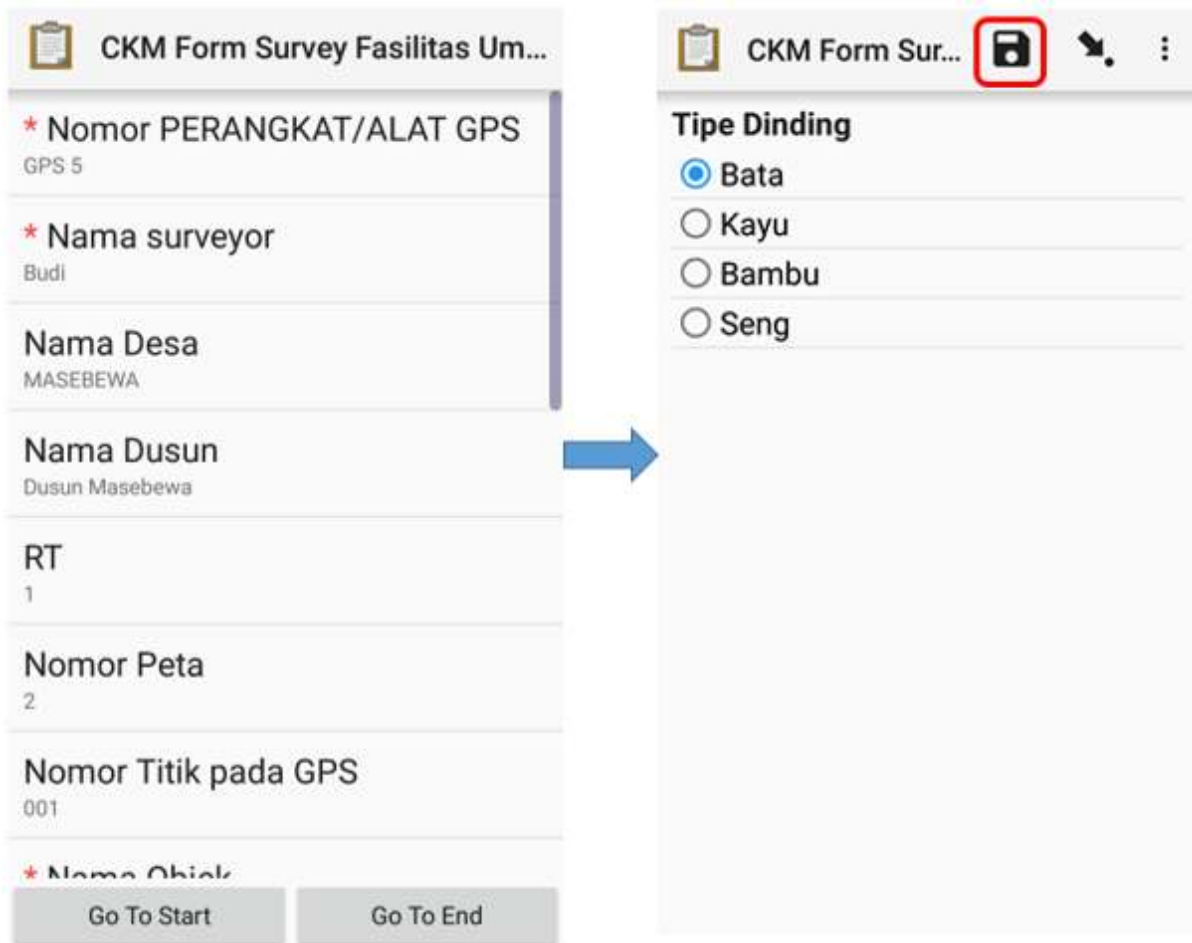 CKM Form Survey Fasilitas Um...
* Nomor PERANGKAT/ALAT GPS
GPS 5
* Nama surveyor
Budi
Nama Desa
MASEBEWA
Nama Dusun
Dusun Masebewa
RT
1
Nomor Peta
2
Nomor Titik pada GPS
001
* Nama Objek
Go To Start
Go To End
CKM Form Sur...
Tipe Dinding
Bata
Kayu
Bambu
Seng